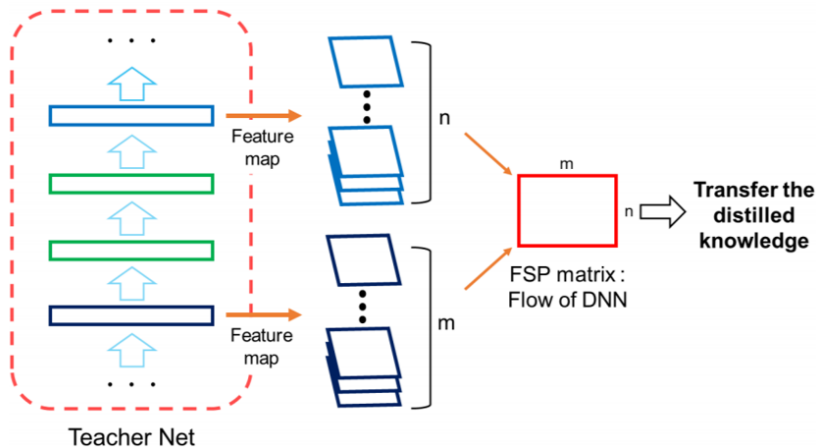 . . .
Feature
map
n
m
n
Transfer the
distilled
knowledge
FSP matrix :
Flow of DNN
m
Feature
map
. . .
Teacher Net